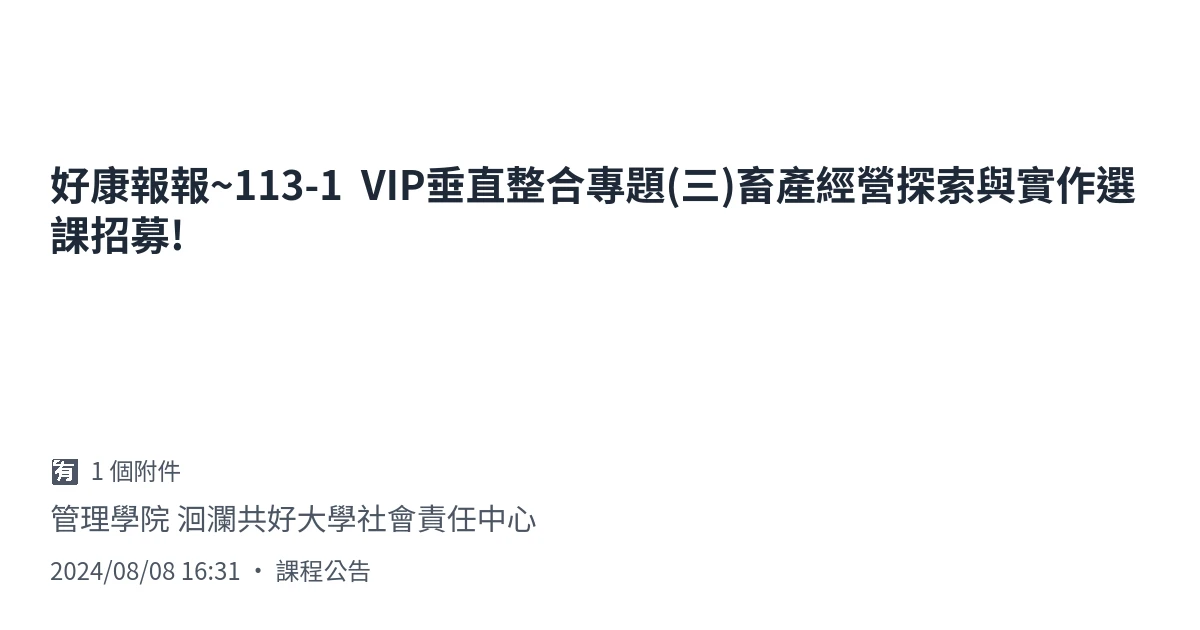 好康報報~113-1  VIP垂直整合專題(三)畜產經營探索與實作選
課招募!
有 1 個附件
管理學院 洄瀾共好大學社會責任中心
2024/08/08 16:31 ・ 課程公告